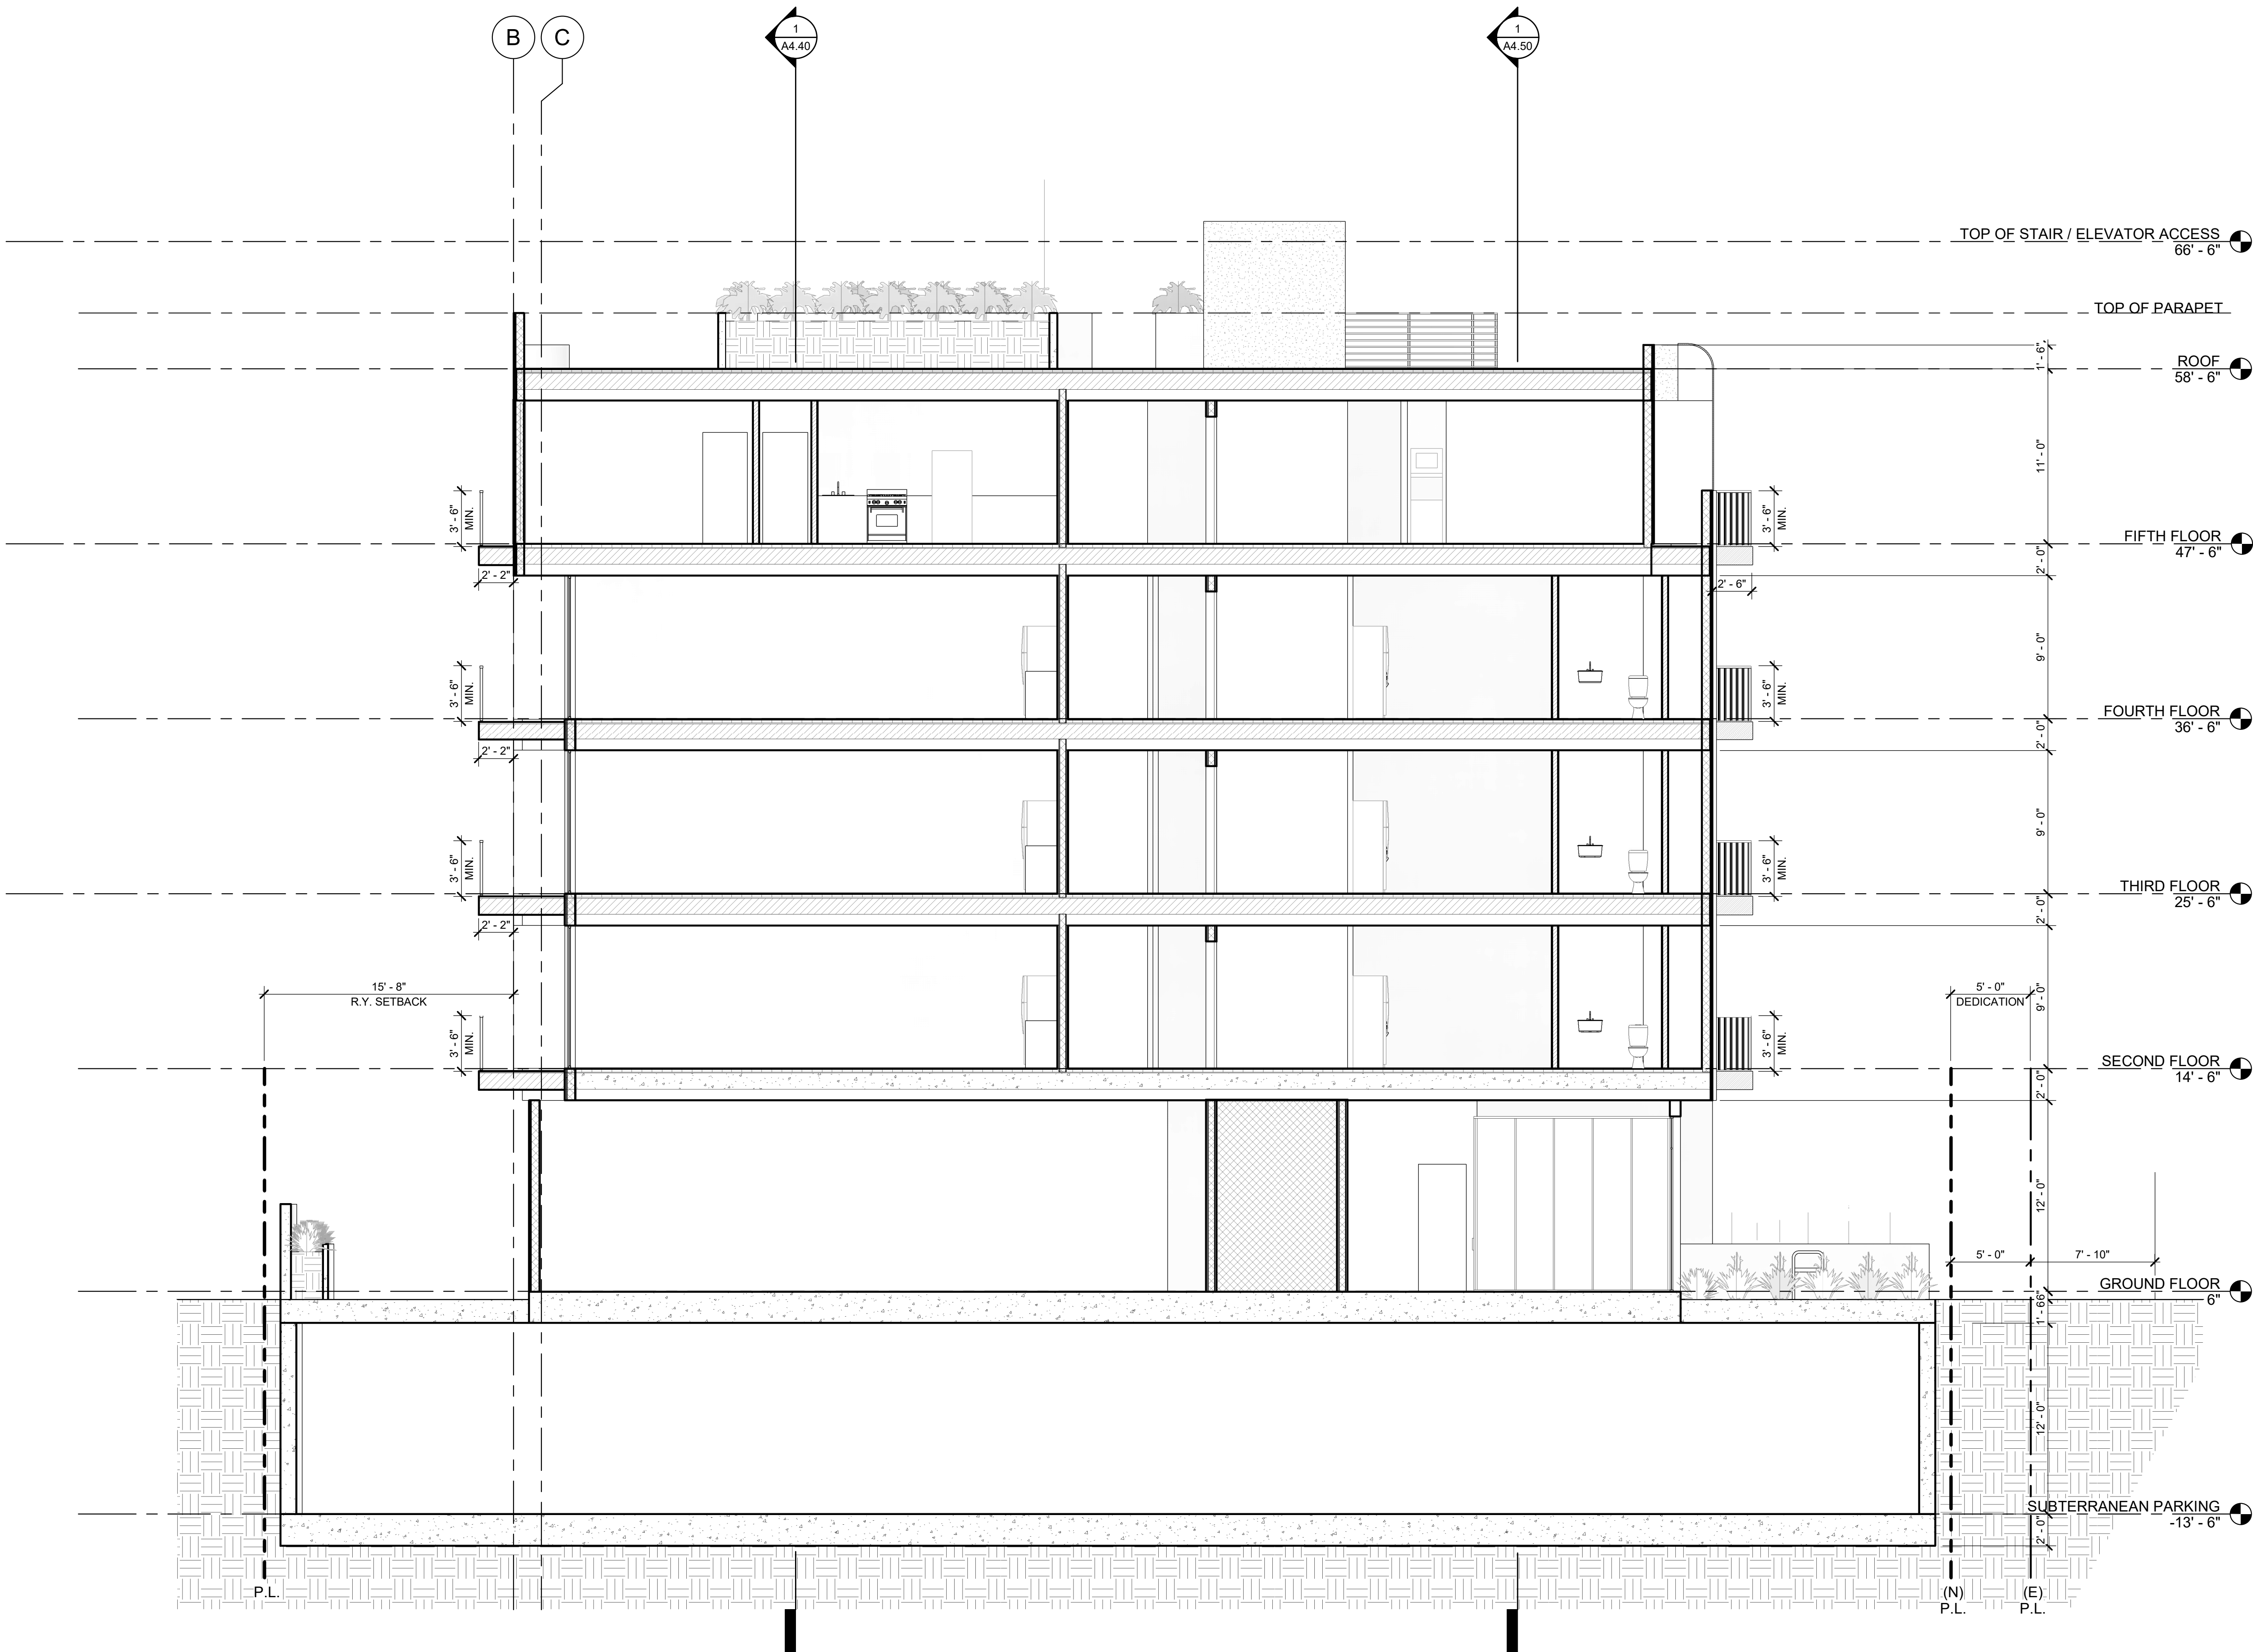 B
C
1
A4.40
1
A4.50
TOP OF STAIR / ELEVATOR ACCESS
66' - 6"
TOP OF PARAPET
1' - 6"
ROOF
58' - 6"
11' - 0"
3' - 6"
MIN.
3' - 6"
MIN.
FIFTH FLOOR
47' - 6"
2' - 0"
2' - 2"
2' - 6"
9' - 0"
3' - 6"
MIN.
3' - 6"
MIN.
FOURTH FLOOR
36' - 6"
2' - 0"
2' - 2"
9' - 0"
3' - 6"
MIN.
3' - 6"
MIN.
THIRD FLOOR
25' - 6"
2' - 0"
2' - 2"
15' - 8"
R.Y. SETBACK
5' - 0"
DEDICATION
9' - 0"
3' - 6"
MIN.
3' - 6"
MIN.
SECOND FLOOR
14' - 6"
2' - 0"
12' - 0"
5' - 0"
7' - 10"
GROUND FLOOR
6"
6"
1' - 6"
12' - 0"
SUBTERRANEAN PARKING
-13' - 6"
2' - 0"
P.L.
(N)
P.L.
(E)
P.L.